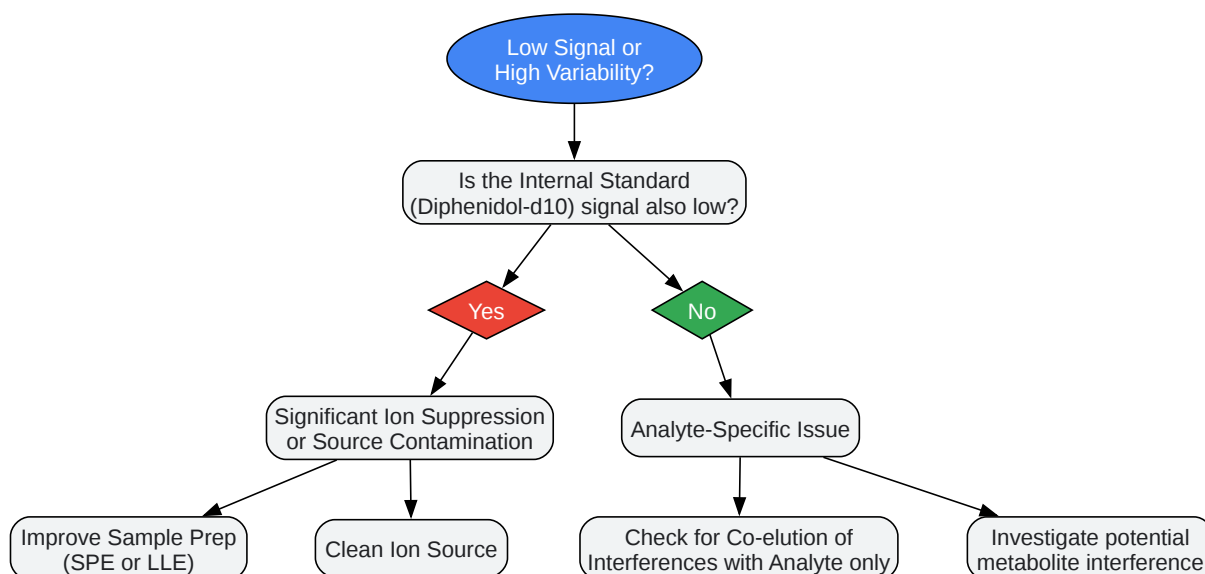 Low Signal or
High Variability?
Is the Internal Standard
(Diphenidol-d10) signal also low?
Yes
No
Significant Ion Suppression
or Source Contamination
Analyte-Specific Issue
Improve Sample Prep
(SPE or LLE)
Clean Ion Source
Check for Co-elution of
Interferences with Analyte only
Investigate potential
metabolite interference